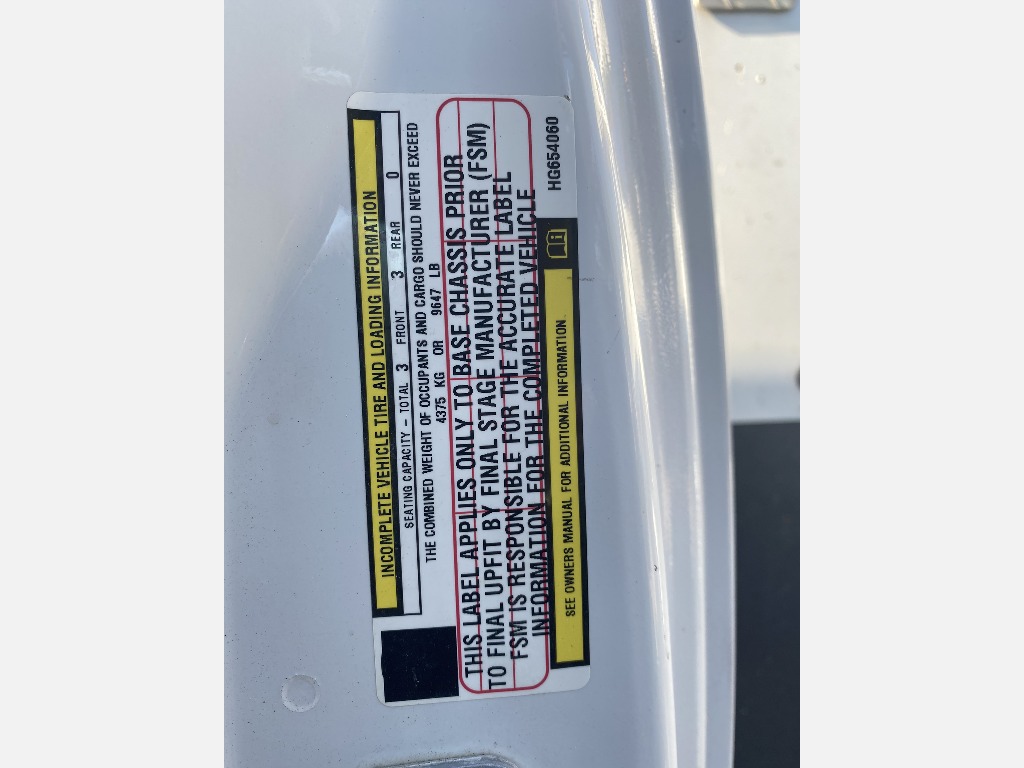 INCOMPLETE VEHICLE TIRE AND LOADING INFORMATION
SEATING CAPACITY – TOTAL 3 FRONT 3 REAR 0
THE COMBINED WEIGHT OF OCCUPANTS AND CARGO SHOULD NEVER EXCEED
4375 KG OR 9647 LB
THIS LABEL APPLIES ONLY TO BASE CHASSIS PRIOR
TO FINAL UPFIT BY FINAL STAGE MANUFACTURER (FSM)
FSM IS RESPONSIBLE FOR THE ACCURATE LABEL
INFORMATION FOR THE COMPLETED VEHICLE
SEE OWNERS MANUAL FOR ADDITIONAL INFORMATION
HG654060